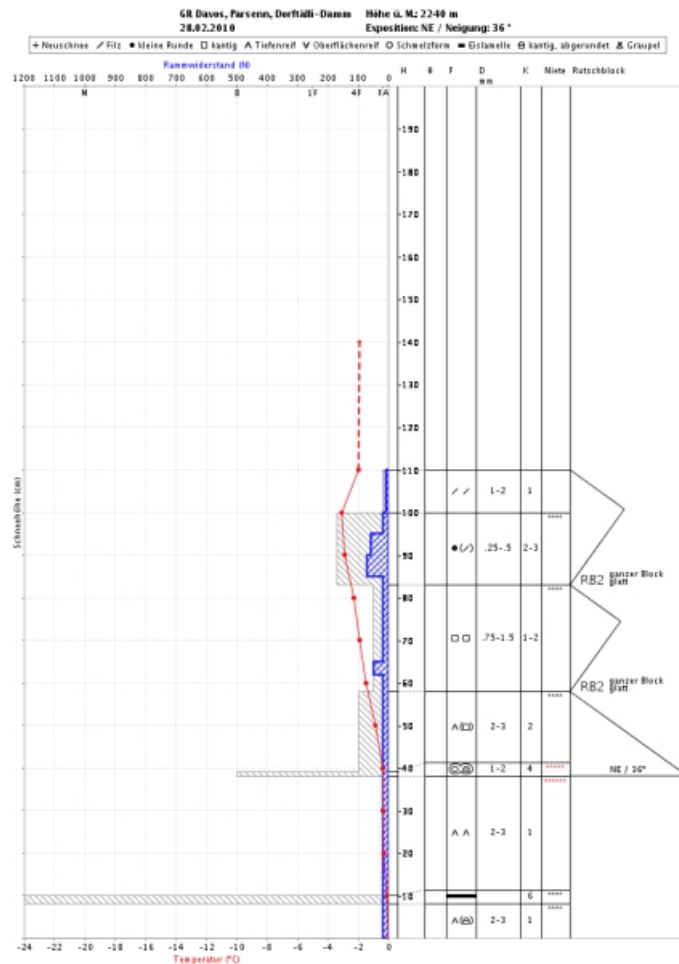 GR Davos, Parsenn, Dorftälli-Damm Höhe ü. M.: 2240 m
28.02.2010 Exposition: NE / Neigung: 36 °
+ Neuschnee / Filz ● kleine Runde □ kantig Λ Tiefenreif V Oberflächenreif O Schmelzform ▬ Eislamelle kantig, abgerundet Graupel
Rammwiderstand (N)
1200 1100 1000 900 800 700 600 500 400 300 200 100 0 H θ F D K Niete Rutschblock
mm
M B 1F 4F FA
190
180
170
160
150
140
130
120
110
/ / 1-2 1
100
90 ●(/) .25-.5 2-3
RB2 ganzer Block
glatt
80
70 □ □ .75-1.5 1-2
60
RB2 ganzer Block
glatt
50 Λ(□) 2-3 2
40 1-2 4 NE / 36°
30
Λ Λ 2-3 1
20
10 6
2-3 1
Schneehöhe (cm)
-24 -22 -20 -18 -16 -14 -12 -10 -8 -6 -4 -2 0
Temperatur (°C)